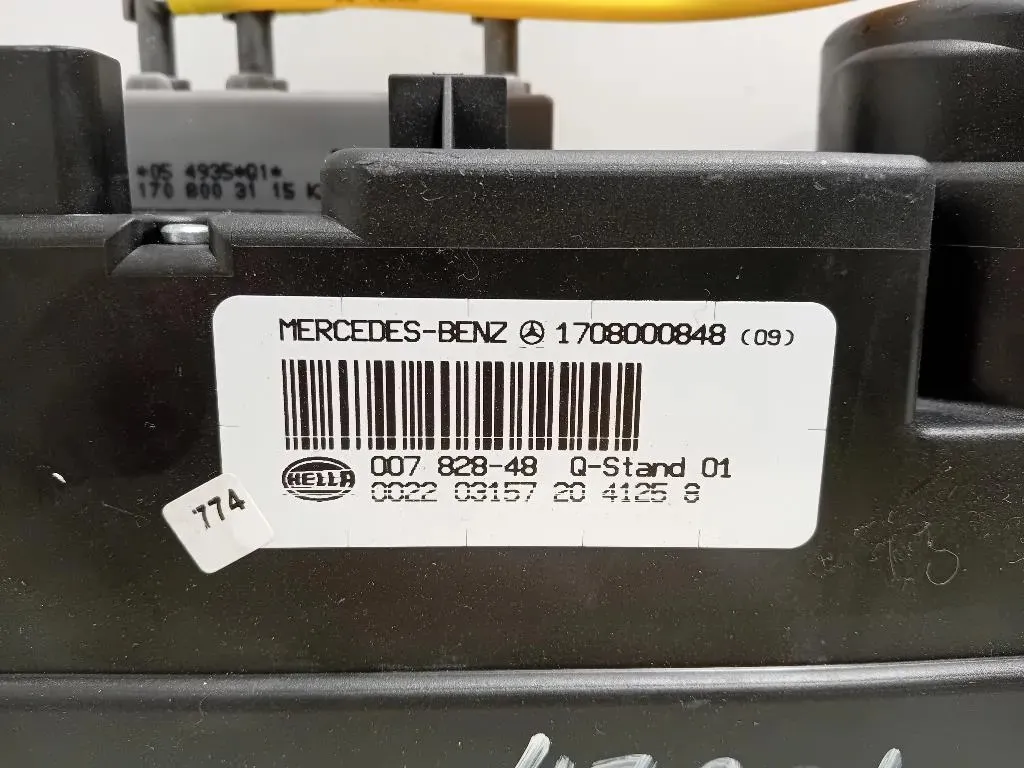 *05 4935*01*
170 800 31 15 K
MERCEDES-BENZ 1708000848 (09)
HELLA
007 828-48 Q-Stand 01
0022 03157 20 4125 8
774